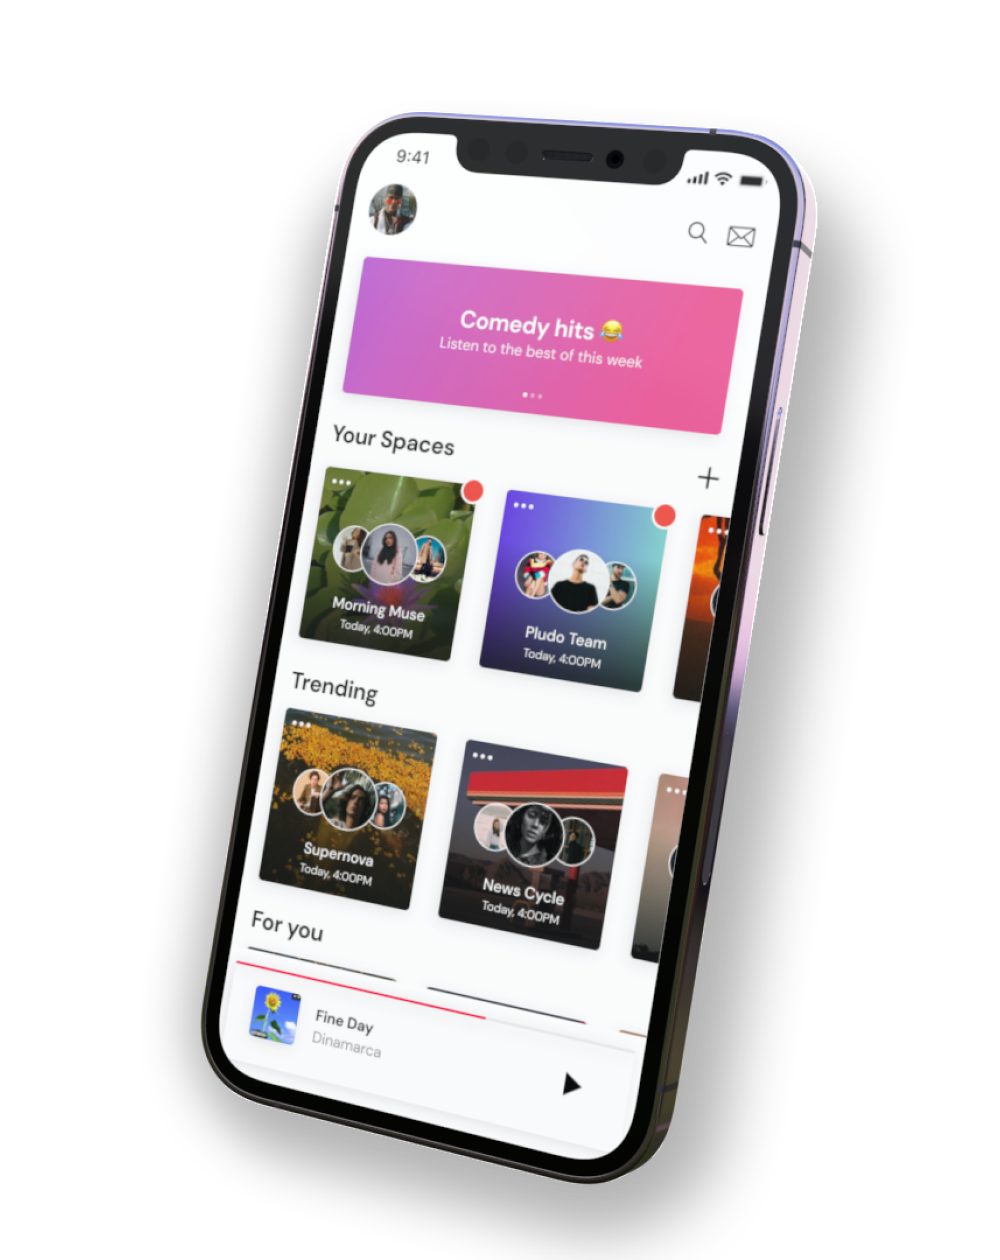 9:41
Comedy hits 😂
Listen to the best of this week
Your Spaces
Morning Muse
Today, 4:00PM
Pludo Team
Today, 4:00PM
Trending
Supernova
Today, 4:00PM
News Cycle
Today, 4:00PM
For you
Fine Day
Dinamarca